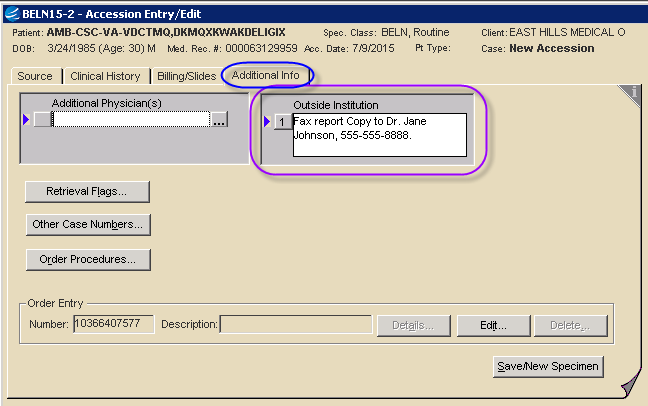 BELN15-2 - Accession Entry/Edit
Patient: AMB-CSC-VA-VDCTMQ,DKMQXKWAKDELIGIX Spec. Class: BELN, Routine Client: EAST HILLS MEDICAL O
DOB: 3/24/1985 (Age: 30) M Med. Rec. #: 000063129959 Acc. Date: 7/9/2015 Pt Type: Case: New Accession
Source Clinical History Billing/Slides Additional Info
i
Additional Physician(s) Outside Institution
... 1 Fax report Copy to Dr. Jane
Johnson, 555-555-8888.
Retrieval Flags...
Other Case Numbers...
Order Procedures...
Order Entry
Number: 10366407577 Description: Details... Edit... Delete...
Save/New Specimen